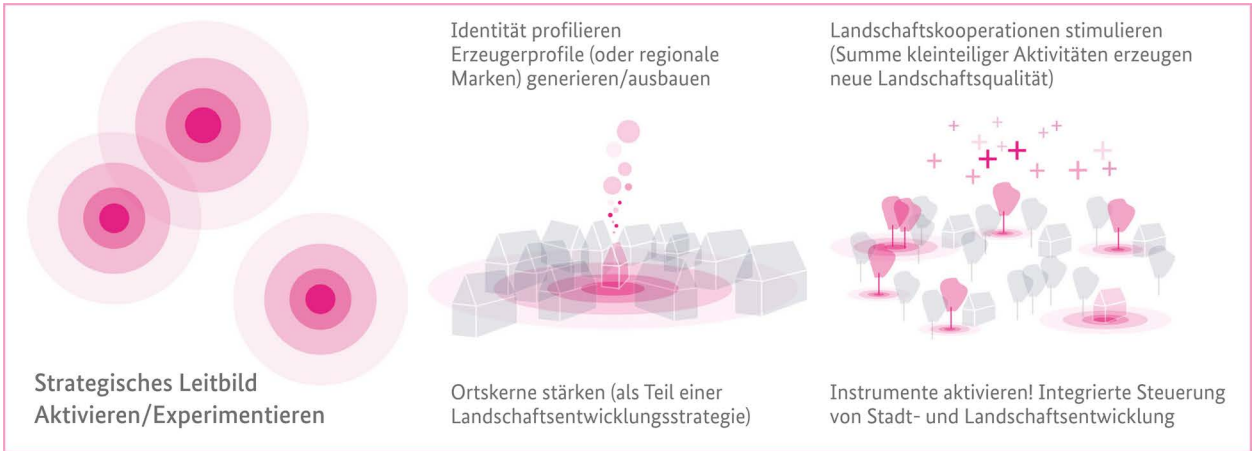 Strategisches Leitbild
Aktivieren/Experimentieren
Identität profilieren
Erzeugerprofile (oder regionale
Marken) generieren/ausbauen
Ortskerne stärken (als Teil einer
Landschaftsentwicklungsstrategie)
Landschaftskooperationen stimulieren
(Summe kleinteiliger Aktivitäten erzeugen
neue Landschaftsqualität)
Instrumente aktivieren! Integrierte Steuerung
von Stadt- und Landschaftsentwicklung